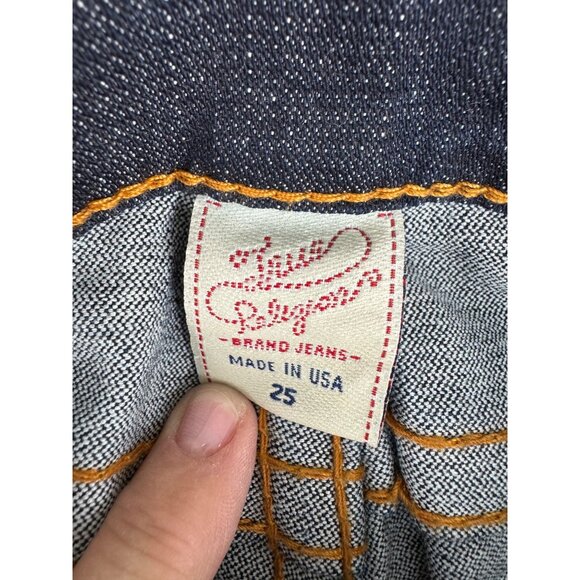 True
Religion
-BRAND JEANS-
MADE IN USA
25